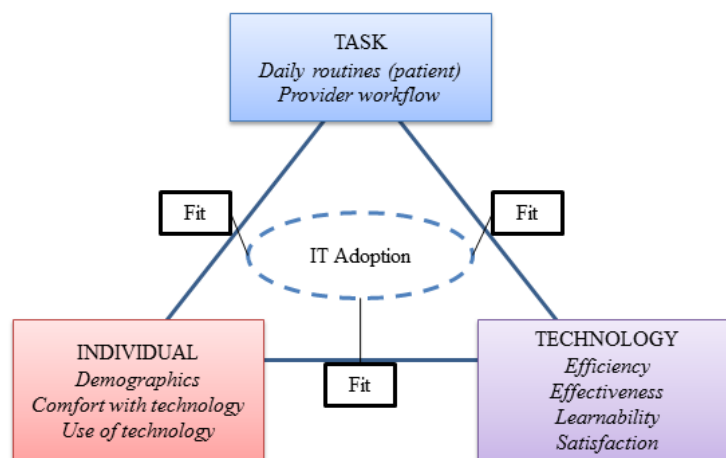 TASK
Daily routines (patient)
Provider workflow
Fit
Fit
IT Adoption
INDIVIDUAL
Demographics
Comfort with technology
Use of technology
Fit
TECHNOLOGY
Efficiency
Effectiveness
Learnability
Satisfaction